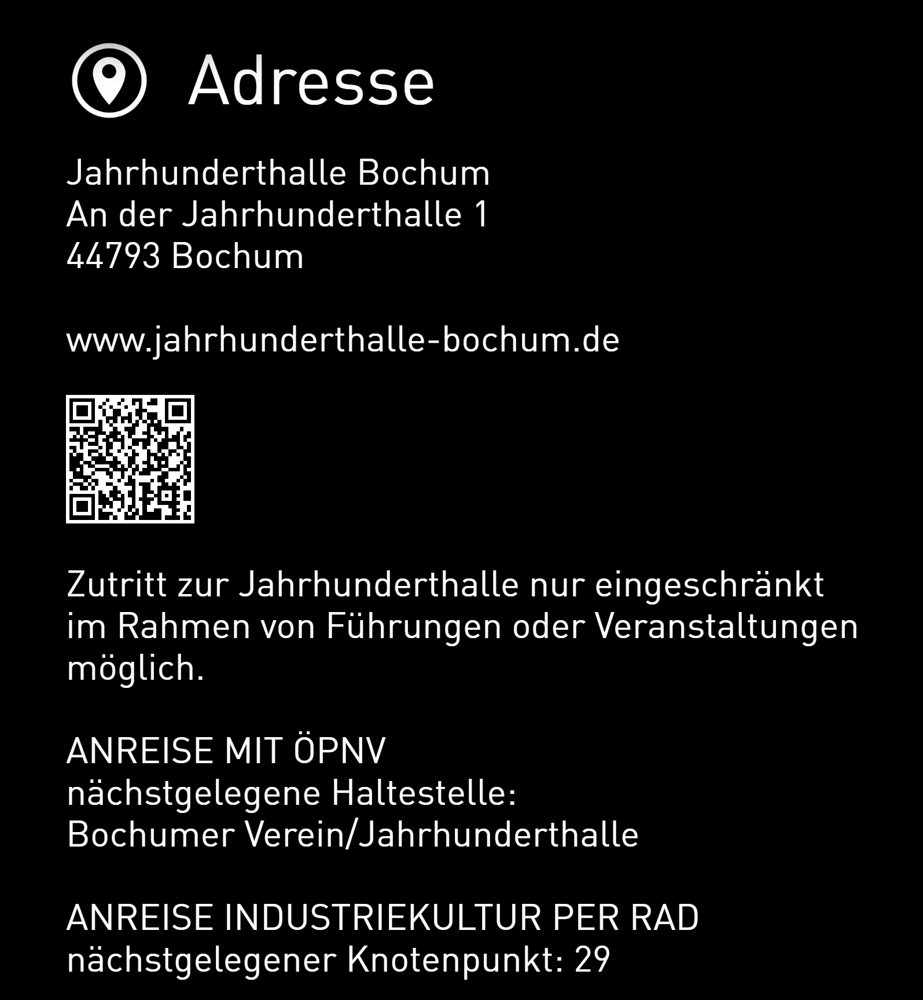 Adresse
Jahrhunderthalle Bochum
An der Jahrhunderthalle 1
44793 Bochum
www.jahrhunderthalle-bochum.de
Zutritt zur Jahrhunderthalle nur eingeschränkt
im Rahmen von Führungen oder Veranstaltungen
möglich.
ANREISE MIT ÖPNV
nächstgelegene Haltestelle:
Bochumer Verein/Jahrhunderthalle
ANREISE INDUSTRIEKULTUR PER RAD
nächstgelegener Knotenpunkt: 29